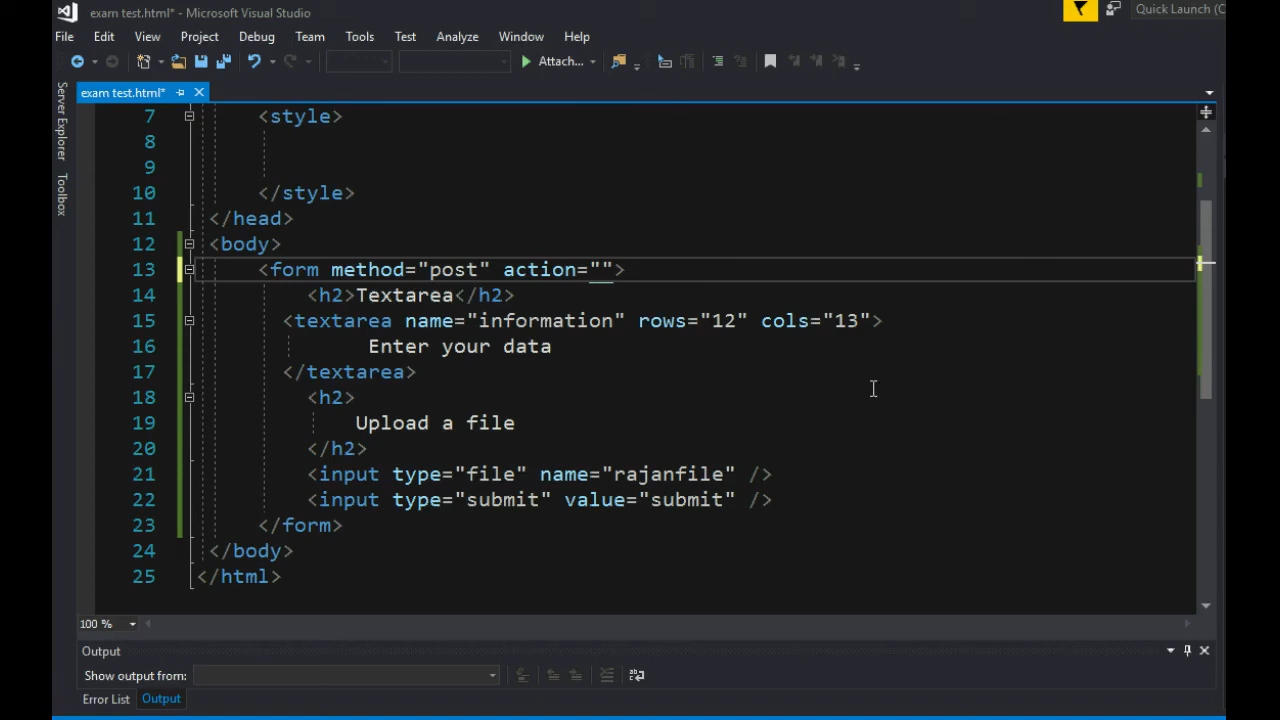 exam test.html* - Microsoft Visual Studio
Quick Launch (C
File Edit View Project Debug Team Tools Test Analyze Window Help
Attach...
Server Explorer
Toolbox
exam test.html*
7 <style>
8
9
10 </style>
11 </head>
12 <body>
13 <form method="post" action="">
14 <h2>Textarea</h2>
15 <textarea name="information" rows="12" cols="13">
16 Enter your data
17 </textarea>
18 <h2>
19 Upload a file
20 </h2>
21 <input type="file" name="rajanfile" />
22 <input type="submit" value="submit" />
23 </form>
24 </body>
25 </html>
100 %
Output
Show output from:
Error List Output